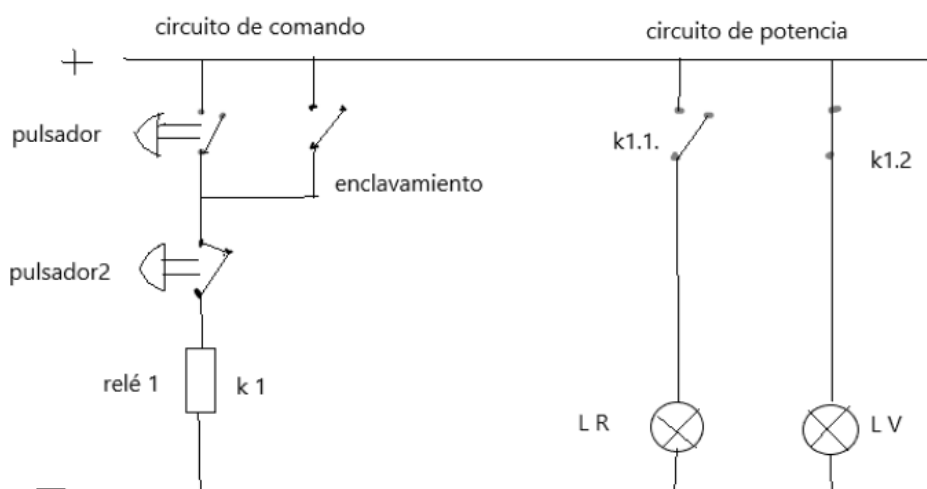 circuito de comando
circuito de potencia
+
pulsador
k1.1.
k1.2
enclavamiento
pulsador2
relé 1
k 1
L R
L V
—